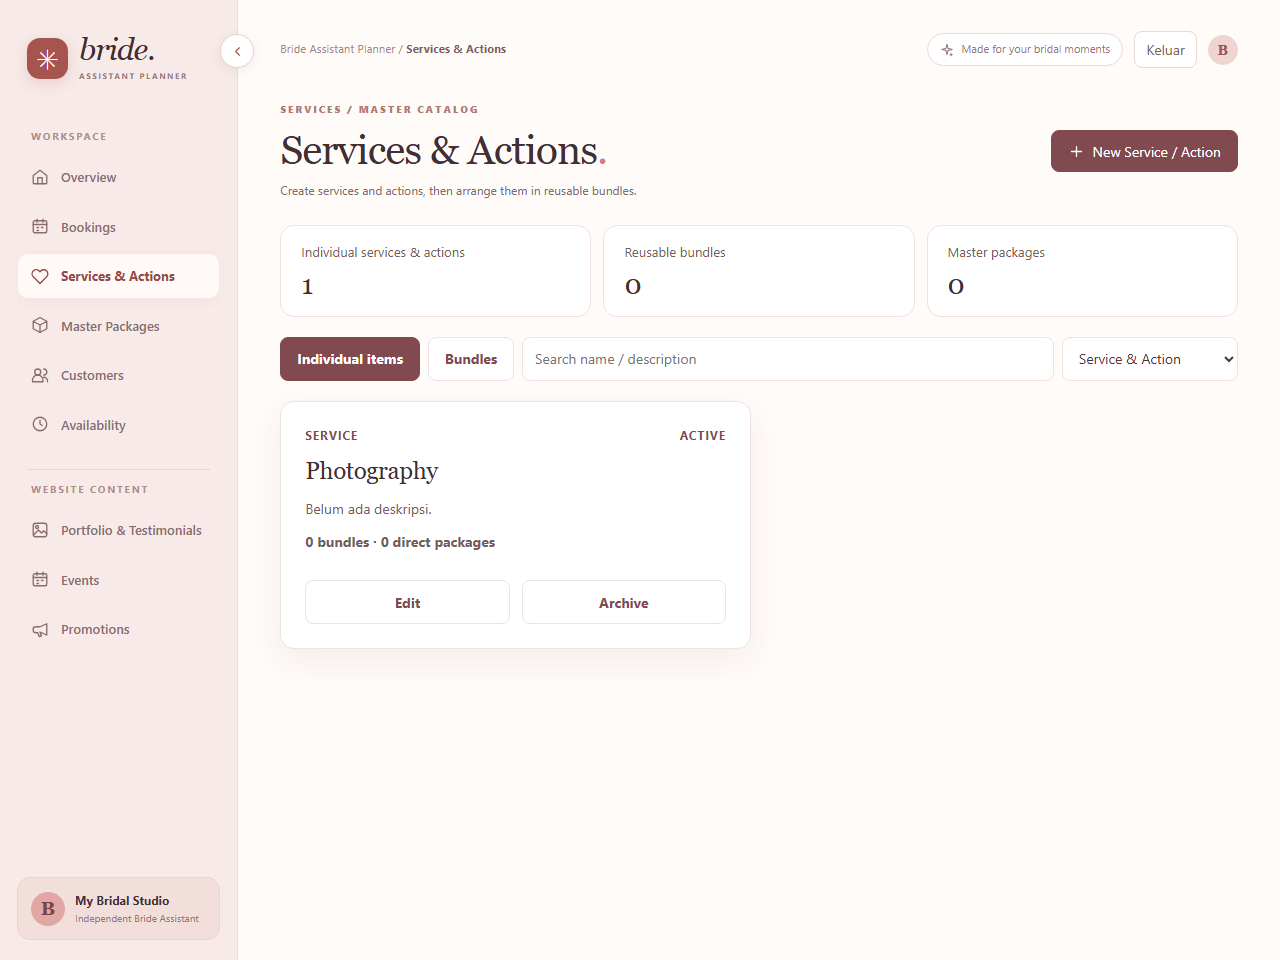 bride.
ASSISTANT PLANNER
WORKSPACE
Overview
Bookings
Services & Actions
Master Packages
Customers
Availability
WEBSITE CONTENT
Portfolio & Testimonials
Events
Promotions
B
My Bridal Studio
Independent Bride Assistant
Bride Assistant Planner / Services & Actions
Made for your bridal moments
Keluar
B
SERVICES / MASTER CATALOG
Services & Actions.
Create services and actions, then arrange them in reusable bundles.
+ New Service / Action
Individual services & actions
1
Reusable bundles
0
Master packages
0
Individual items
Bundles
Search name / description
Service & Action
SERVICE
ACTIVE
Photography
Belum ada deskripsi.
0 bundles · 0 direct packages
Edit
Archive